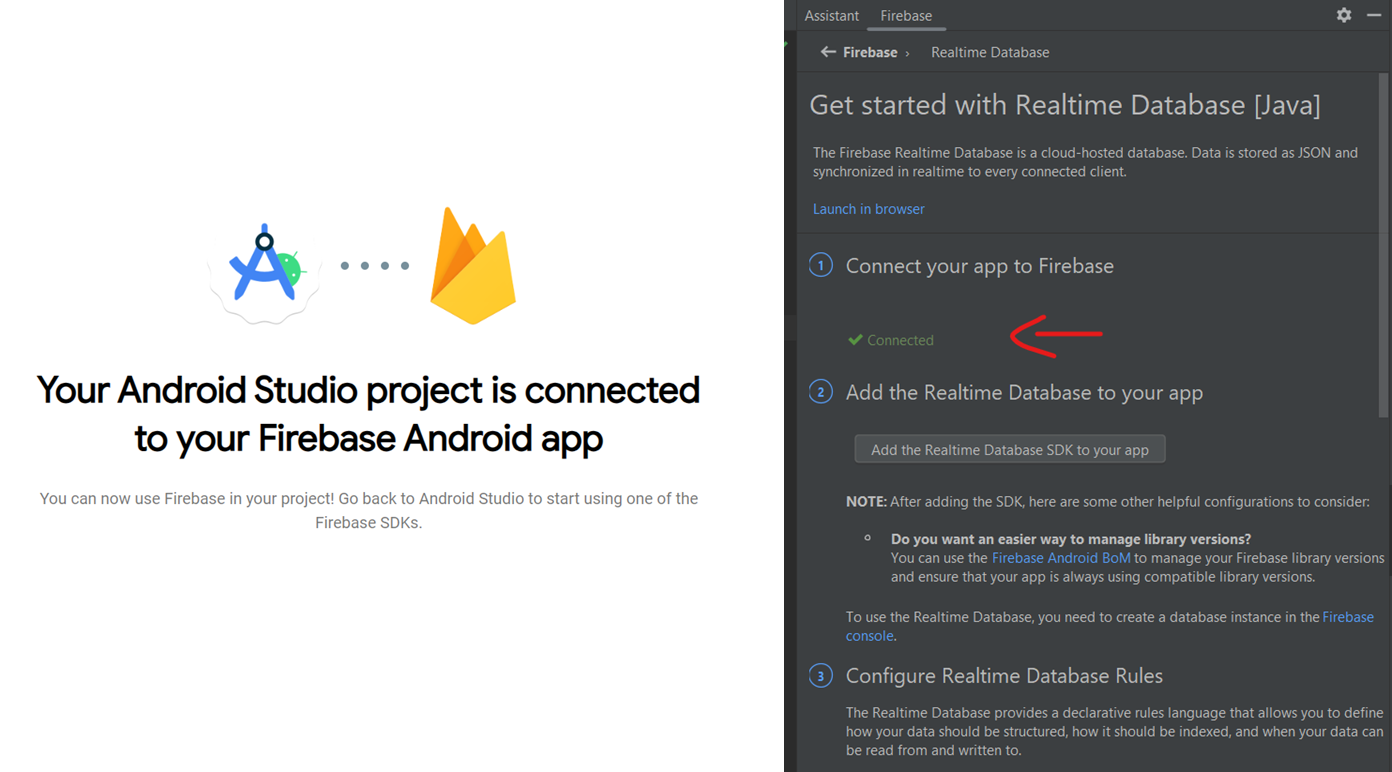 Your Android Studio project is connected
to your Firebase Android app
You can now use Firebase in your project! Go back to Android Studio to start using one of the
Firebase SDKs.
Assistant Firebase
Firebase › Realtime Database
Get started with Realtime Database [Java]
The Firebase Realtime Database is a cloud-hosted database. Data is stored as JSON and
synchronized in realtime to every connected client.
Launch in browser
1 Connect your app to Firebase
Connected
2 Add the Realtime Database to your app
Add the Realtime Database SDK to your app
NOTE: After adding the SDK, here are some other helpful configurations to consider:
Do you want an easier way to manage library versions?
You can use the Firebase Android BoM to manage your Firebase library versions
and ensure that your app is always using compatible library versions.
To use the Realtime Database, you need to create a database instance in the Firebase
console.
3 Configure Realtime Database Rules
The Realtime Database provides a declarative rules language that allows you to define
how your data should be structured, how it should be indexed, and when your data can
be read from and written to.